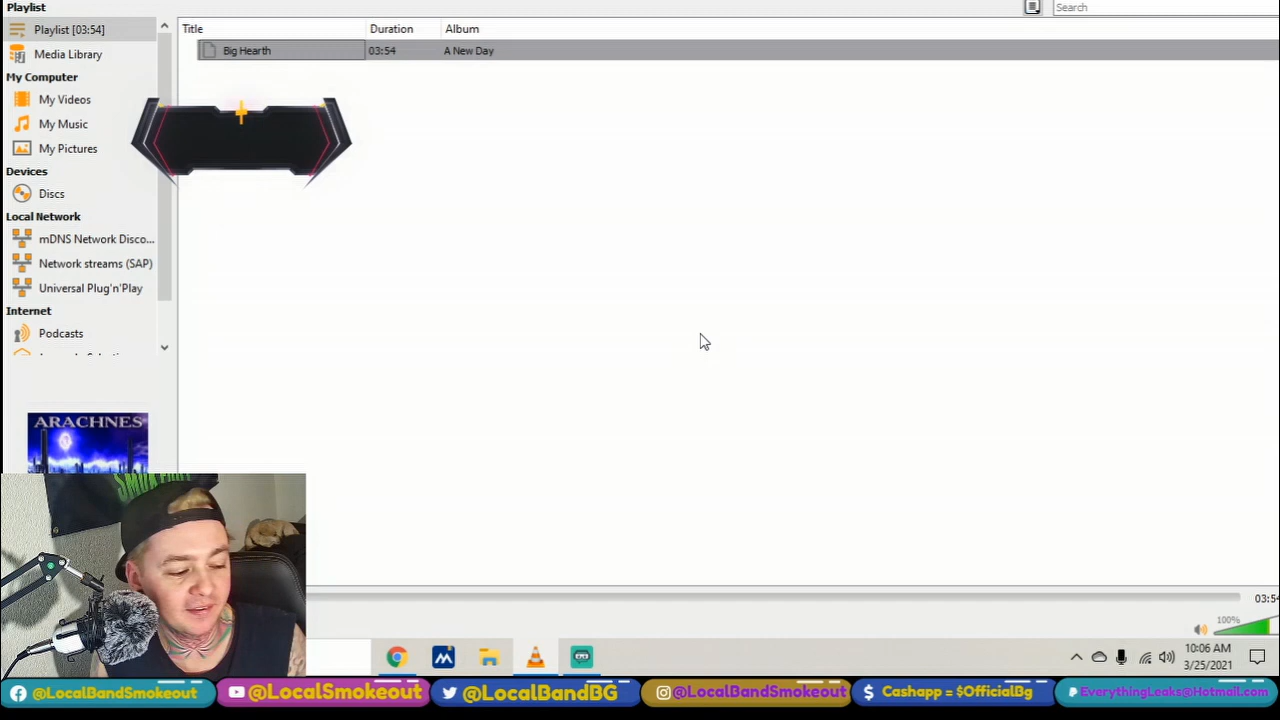 Playlist
Search
Playlist [03:54]
Title Duration Album
Big Hearth 03:54 A New Day
Media Library
My Computer
My Videos
My Music
My Pictures
Devices
Discs
Local Network
mDNS Network Disco...
Network streams (SAP)
Universal Plug'n'Play
Internet
Podcasts
ARACHNES
03:54
100%
10:06 AM
3/25/2021
@LocalBandSmokeout @LocalSmokeout @LocalBandBG @LocalBandSmokeout Cashapp = $OfficialBg EverythingLeaks@Hotmail.com